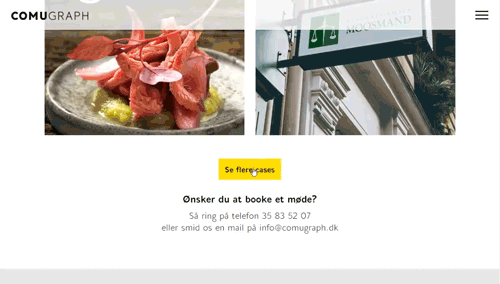 COMUGRAPH
MOOSMAND
Se flere cases
Ønsker du at booke et møde?
Så ring på telefon 35 83 52 07
eller smid os en mail på info@comugraph.dk